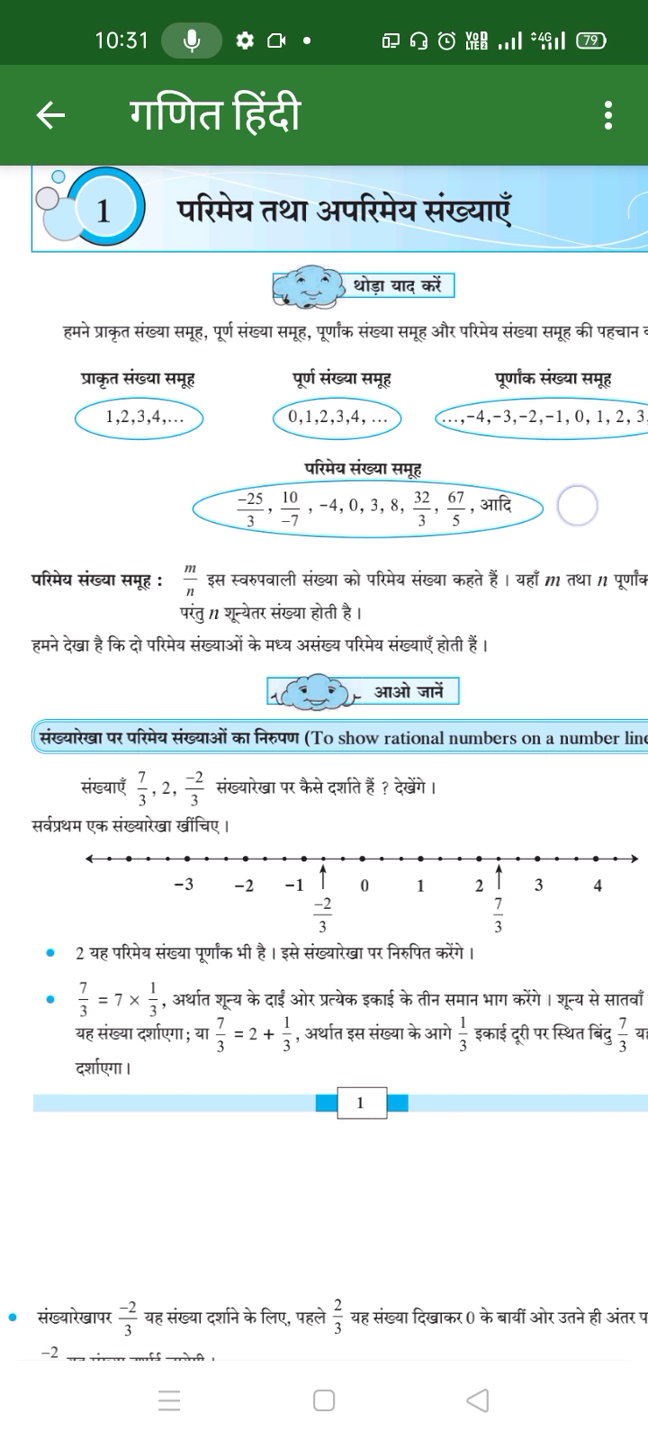 10:31 VoD LTE2 4G 79
गणित हिंदी
1 परिमेय तथा अपरिमेय संख्याएँ
थोड़ा याद करें
हमने प्राकृत संख्या समूह, पूर्ण संख्या समूह, पूर्णांक संख्या समूह और परिमेय संख्या समूह की पहचान
प्राकृत संख्या समूह पूर्ण संख्या समूह पूर्णांक संख्या समूह
1,2,3,4,... 0,1,2,3,4, ... ...,−4,−3,−2,−1, 0, 1, 2, 3,
परिमेय संख्या समूह
−25/3, 10/−7, −4, 0, 3, 8, 32/3, 67/5, आदि
परिमेय संख्या समूह : m/n इस स्वरुपवाली संख्या को परिमेय संख्या कहते हैं । यहाँ m तथा n पूर्णांक
परंतु n शून्येतर संख्या होती है ।
हमने देखा है कि दो परिमेय संख्याओं के मध्य असंख्य परिमेय संख्याएँ होती हैं ।
आओ जानें
संख्यारेखा पर परिमेय संख्याओं का निरुपण (To show rational numbers on a number line
संख्याएँ 7/3, 2, −2/3 संख्यारेखा पर कैसे दर्शाते हैं ? देखेंगे ।
सर्वप्रथम एक संख्यारेखा खींचिए ।
−3 −2 −1 0 1 2 3 4
−2/3 7/3
• 2 यह परिमेय संख्या पूर्णांक भी है । इसे संख्यारेखा पर निरुपित करेंगे ।
• 7/3 = 7 × 1/3, अर्थात शून्य के दाईं ओर प्रत्येक इकाई के तीन समान भाग करेंगे । शून्य से सातवाँ
यह संख्या दर्शाएगा; या 7/3 = 2 + 1/3, अर्थात इस संख्या के आगे 1/3 इकाई दूरी पर स्थित बिंदु 7/3
दर्शाएगा ।
1
• संख्यारेखापर −2/3 यह संख्या दर्शाने के लिए, पहले 2/3 यह संख्या दिखाकर 0 के बायीं ओर उतने ही अंतर
−2